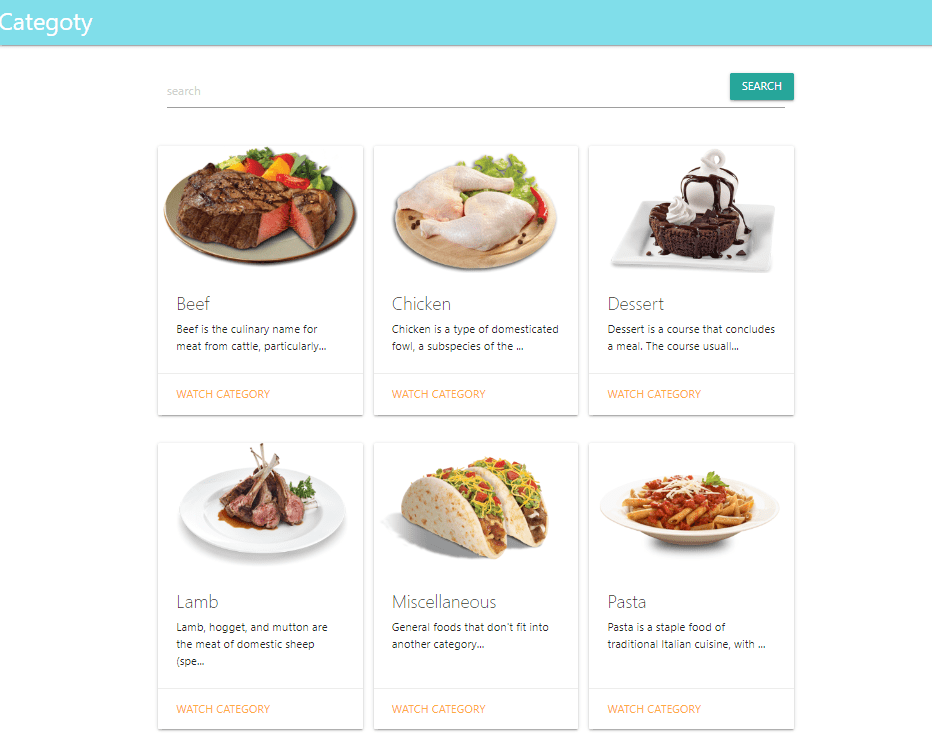 Categoty
search
SEARCH
Beef
Beef is the culinary name for
meat from cattle, particularly...
WATCH CATEGORY
Chicken
Chicken is a type of domesticated
fowl, a subspecies of the ...
WATCH CATEGORY
Dessert
Dessert is a course that concludes
a meal. The course usuall...
WATCH CATEGORY
Lamb
Lamb, hogget, and mutton are
the meat of domestic sheep
(spe...
WATCH CATEGORY
Miscellaneous
General foods that don't fit into
another category...
WATCH CATEGORY
Pasta
Pasta is a staple food of
traditional Italian cuisine, with ...
WATCH CATEGORY